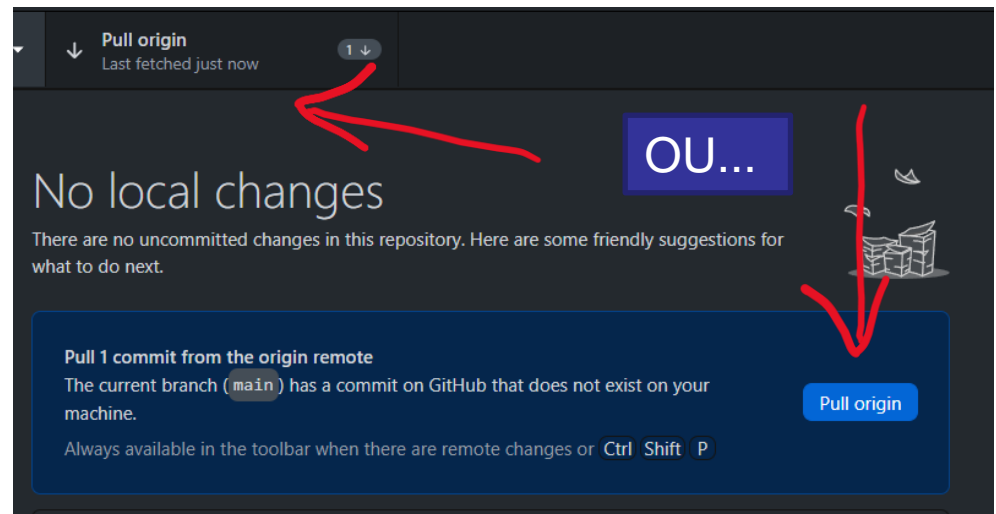 Pull origin
Last fetched just now
1 ↓
OU...
No local changes
There are no uncommitted changes in this repository. Here are some friendly suggestions for
what to do next.
Pull 1 commit from the origin remote
The current branch ( main ) has a commit on GitHub that does not exist on your
machine.
Pull origin
Always available in the toolbar when there are remote changes or Ctrl Shift P